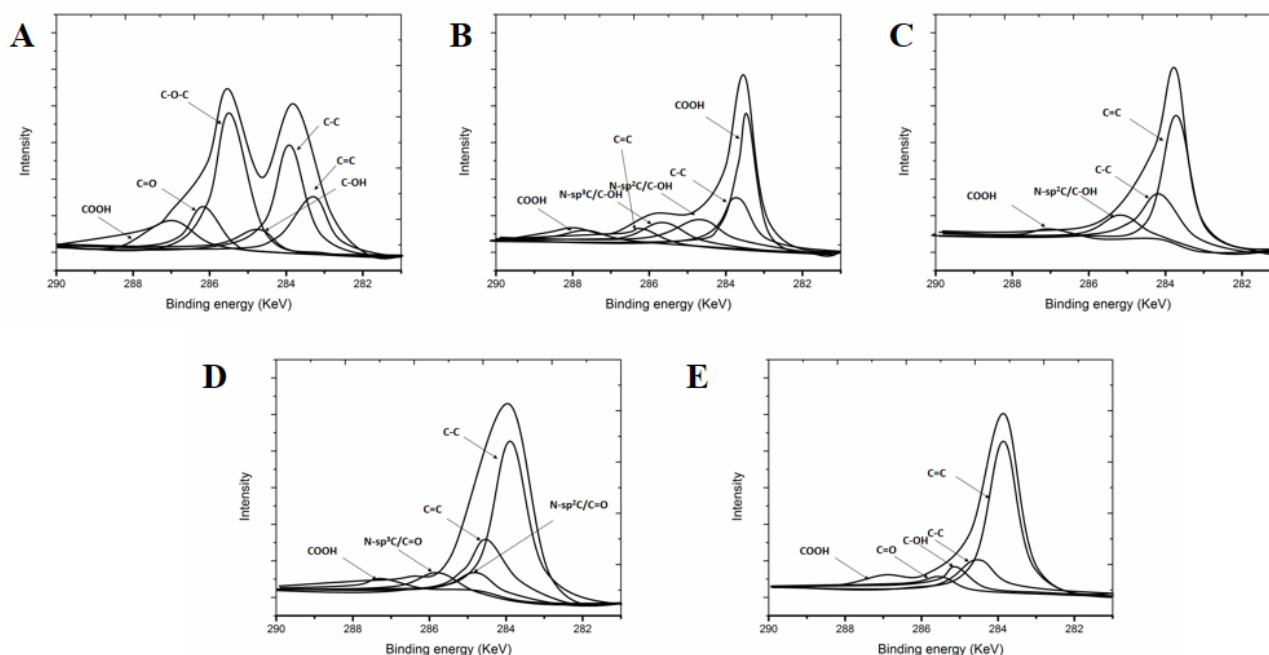 A
C-O-C
C-C
C=C
C-OH
C=O
COOH
Intensity
290 288 286 284 282
Binding energy (KeV)
B
COOH
C=C
N-sp²C/C-OH
C-C
N-sp³C/C-OH
COOH
Intensity
290 288 286 284 282
Binding energy (KeV)
C
C=C
C-C
N-sp²C/C-OH
COOH
Intensity
290 288 286 284 282
Binding energy (KeV)
D
C-C
C=C
N-sp²C/C=O
N-sp³C/C=O
COOH
Intensity
290 288 286 284 282
Binding energy (KeV)
E
C=C
C-C
C-OH
C=O
COOH
Intensity
290 288 286 284 282
Binding energy (KeV)